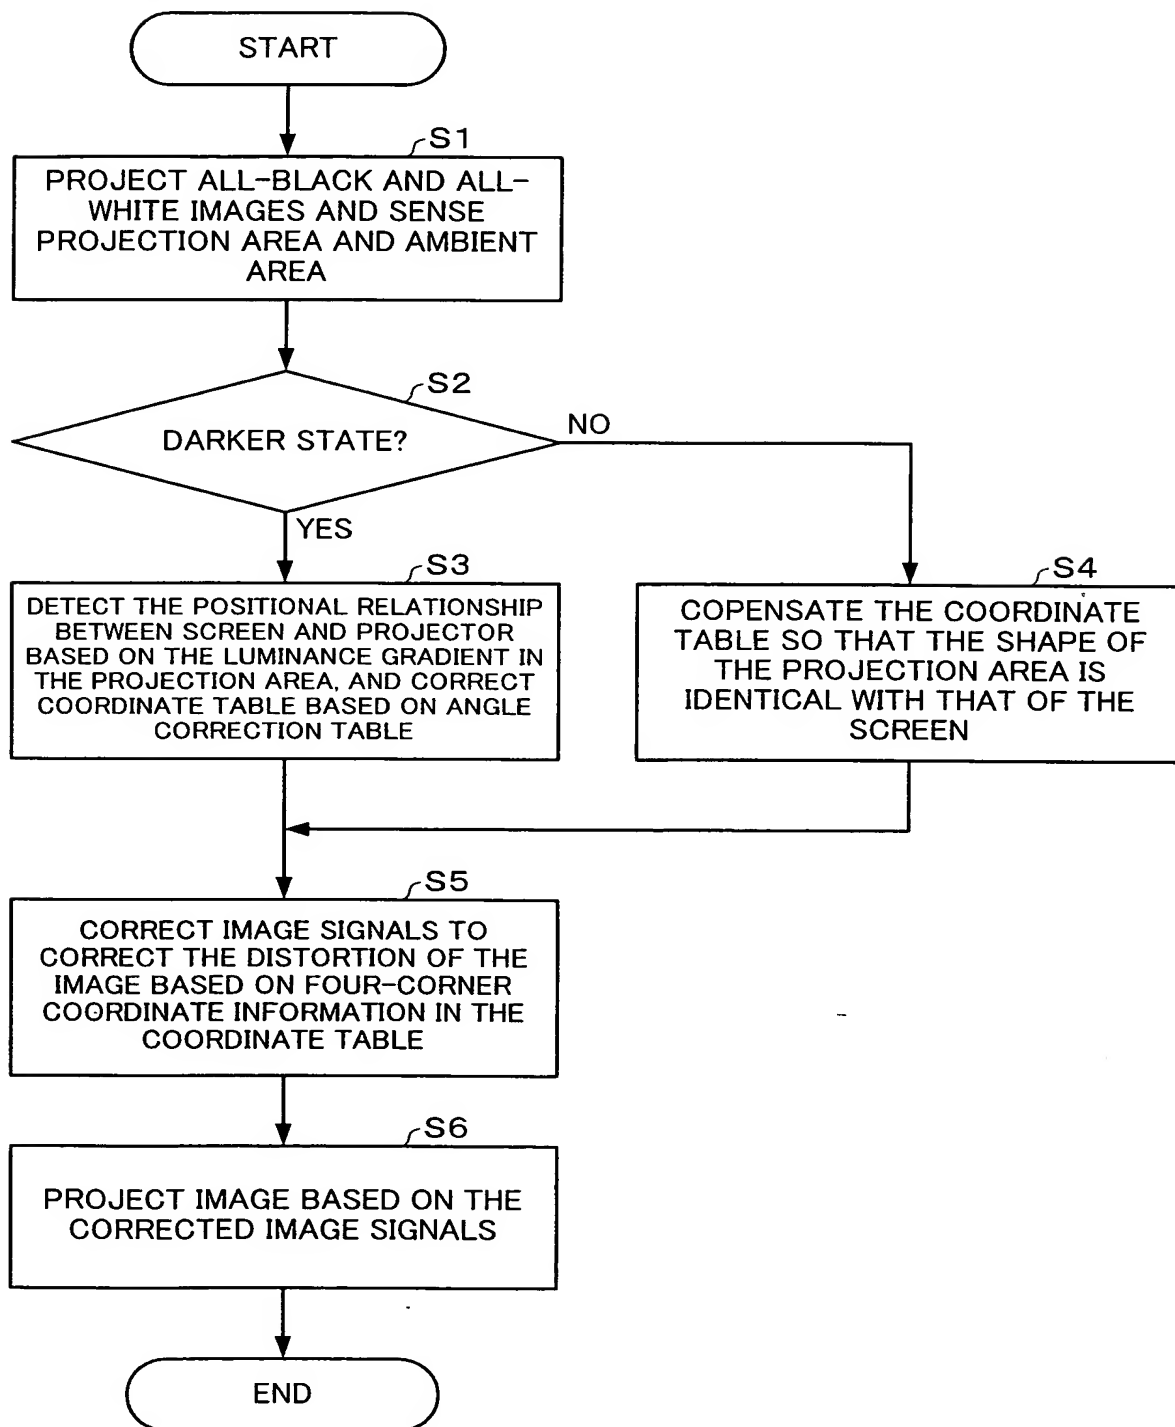 START
S1
PROJECT ALL-BLACK AND ALL-
WHITE IMAGES AND SENSE
PROJECTION AREA AND AMBIENT
AREA
S2
DARKER STATE?
NO
YES
S3
DETECT THE POSITIONAL RELATIONSHIP
BETWEEN SCREEN AND PROJECTOR
BASED ON THE LUMINANCE GRADIENT IN
THE PROJECTION AREA, AND CORRECT
COORDINATE TABLE BASED ON ANGLE
CORRECTION TABLE
S4
COPENSATE THE COORDINATE
TABLE SO THAT THE SHAPE OF
THE PROJECTION AREA IS
IDENTICAL WITH THAT OF THE
SCREEN
S5
CORRECT IMAGE SIGNALS TO
CORRECT THE DISTORTION OF THE
IMAGE BASED ON FOUR-CORNER
COORDINATE INFORMATION IN THE
COORDINATE TABLE
S6
PROJECT IMAGE BASED ON THE
CORRECTED IMAGE SIGNALS
END